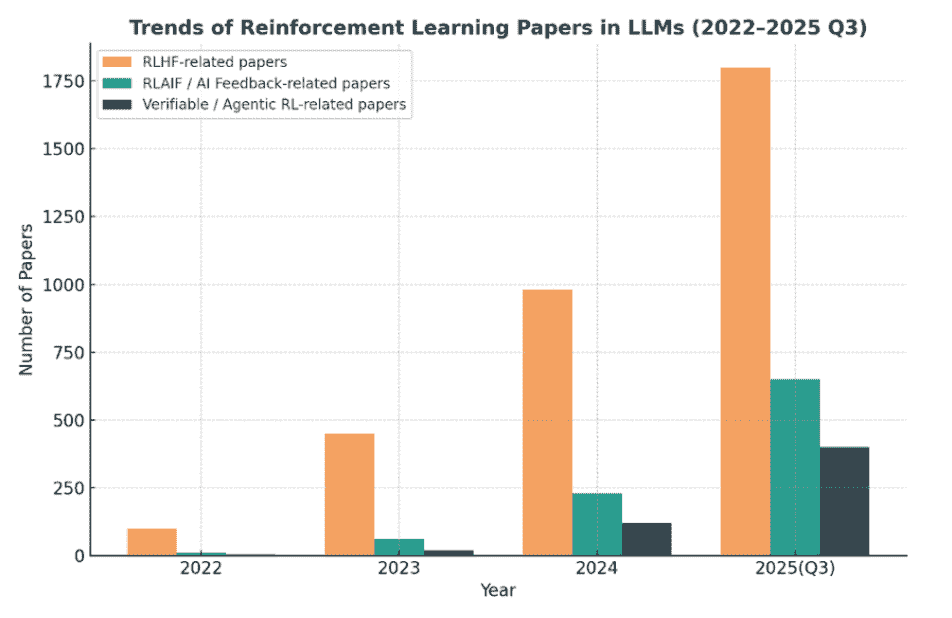 Trends of Reinforcement Learning Papers in LLMs (2022–2025 Q3)
RLHF-related papers
RLAIF / AI Feedback-related papers
Verifiable / Agentic RL-related papers
Number of Papers
1750
1500
1250
1000
750
500
250
0
2022 2023 2024 2025(Q3)
Year